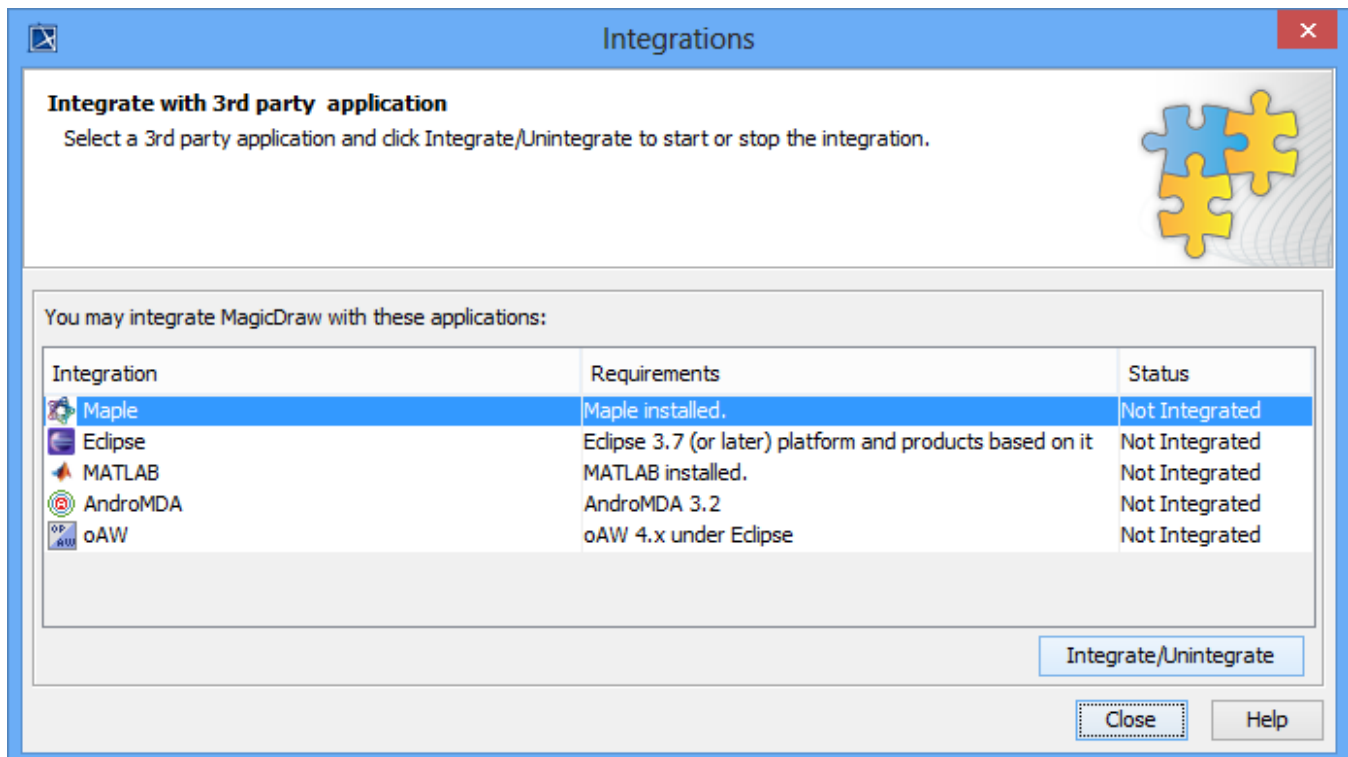 Integrations
Integrate with 3rd party  application
Select a 3rd party application and click Integrate/Unintegrate to start or stop the integration.
You may integrate MagicDraw with these applications:
Integration Requirements Status
Maple Maple installed. Not Integrated
Eclipse Eclipse 3.7 (or later) platform and products based on it Not Integrated
MATLAB MATLAB installed. Not Integrated
AndroMDA AndroMDA 3.2 Not Integrated
OP AW oAW oAW 4.x under Eclipse Not Integrated
Integrate/Unintegrate
Close Help